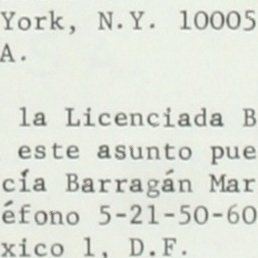 York, N.Y. 10005
A.
la Licenciada B
este asunto pue
cía Barragán Mar
éfono 5-21-50-60
xico 1, D.F.